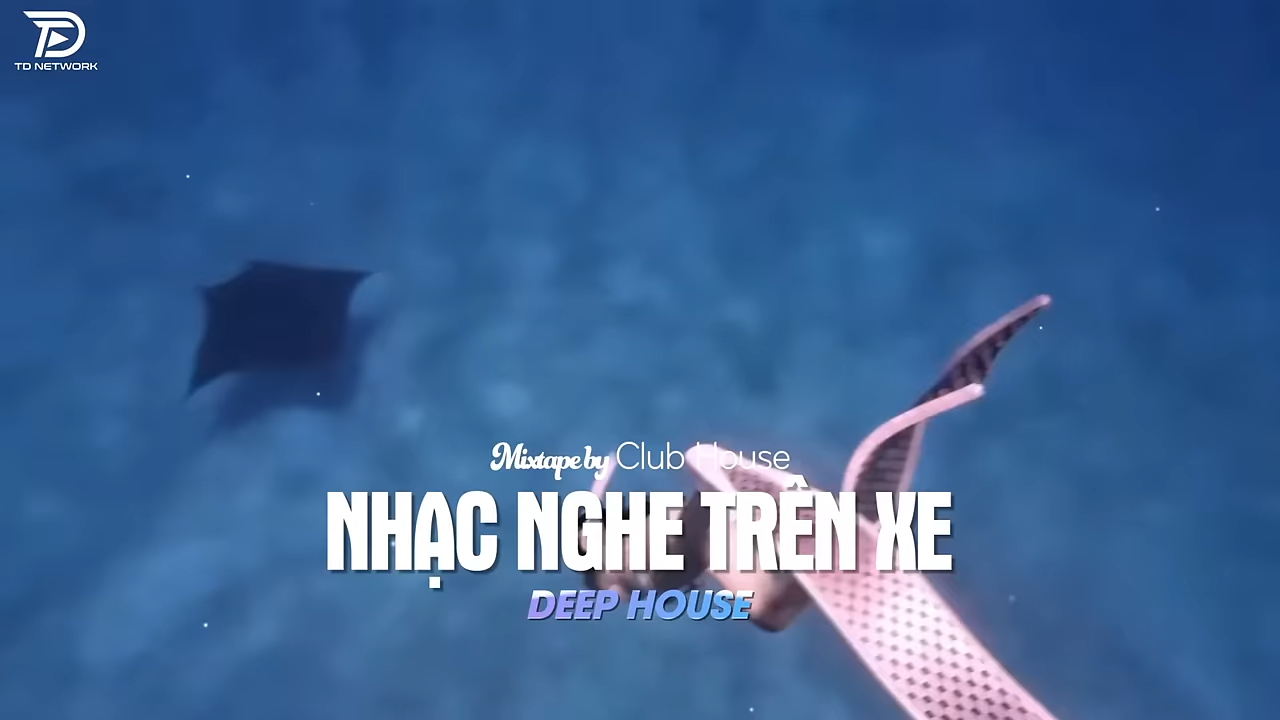 TD NETWORK
Mixtape by Club House
NHẠC NGHE TRÊN XE
DEEP HOUSE